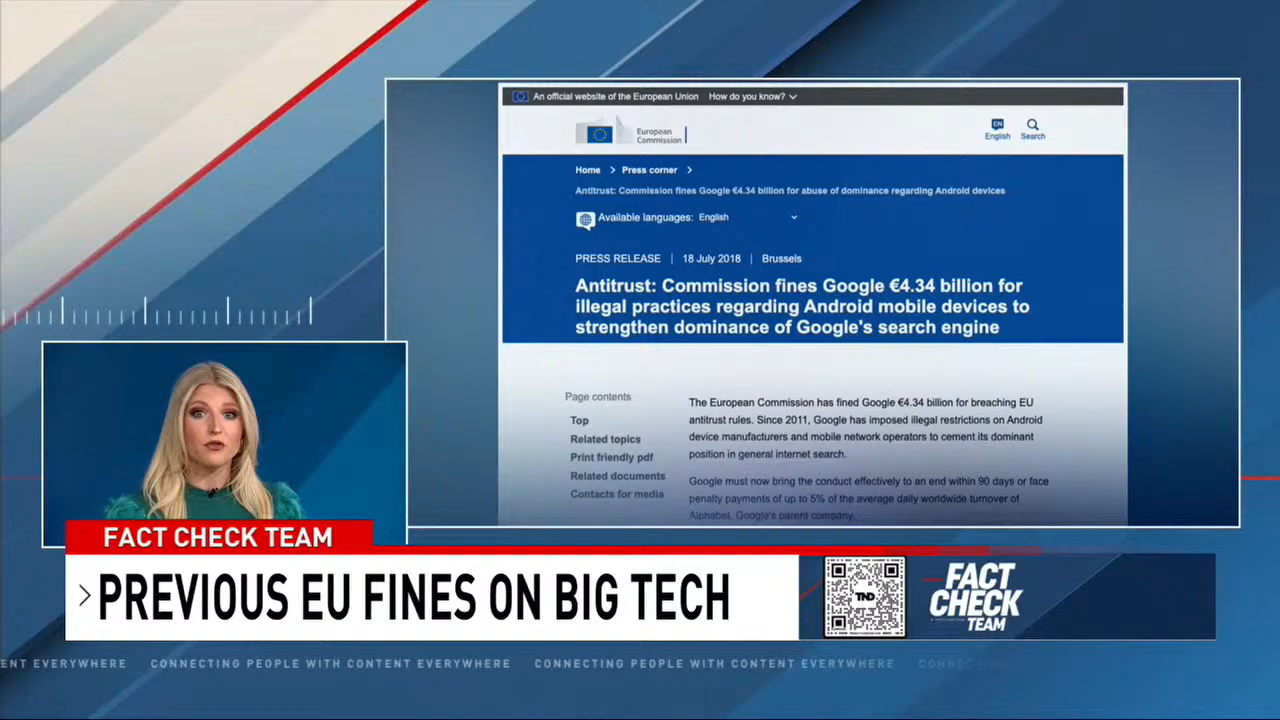 An official website of the European Union How do you know?
European
Commission
EN
English Search
Home > Press corner >
Antitrust: Commission fines Google €4.34 billion for abuse of dominance regarding Android devices
Available languages: English
PRESS RELEASE | 18 July 2018 | Brussels
Antitrust: Commission fines Google €4.34 billion for
illegal practices regarding Android mobile devices to
strengthen dominance of Google's search engine
Page contents
Top
Related topics
Print friendly pdf
Related documents
Contacts for media
The European Commission has fined Google €4.34 billion for breaching EU
antitrust rules. Since 2011, Google has imposed illegal restrictions on Android
device manufacturers and mobile network operators to cement its dominant
position in general internet search.
Google must now bring the conduct effectively to an end within 90 days or face
penalty payments of up to 5% of the average daily worldwide turnover of
Alphabet, Google's parent company.
FACT CHECK TEAM
> PREVIOUS EU FINES ON BIG TECH
TND
FACT
CHECK
TEAM
ENT EVERYWHERE CONNECTING PEOPLE WITH CONTENT EVERYWHERE CONNECTING PEOPLE WITH CONTENT EVERYWHERE